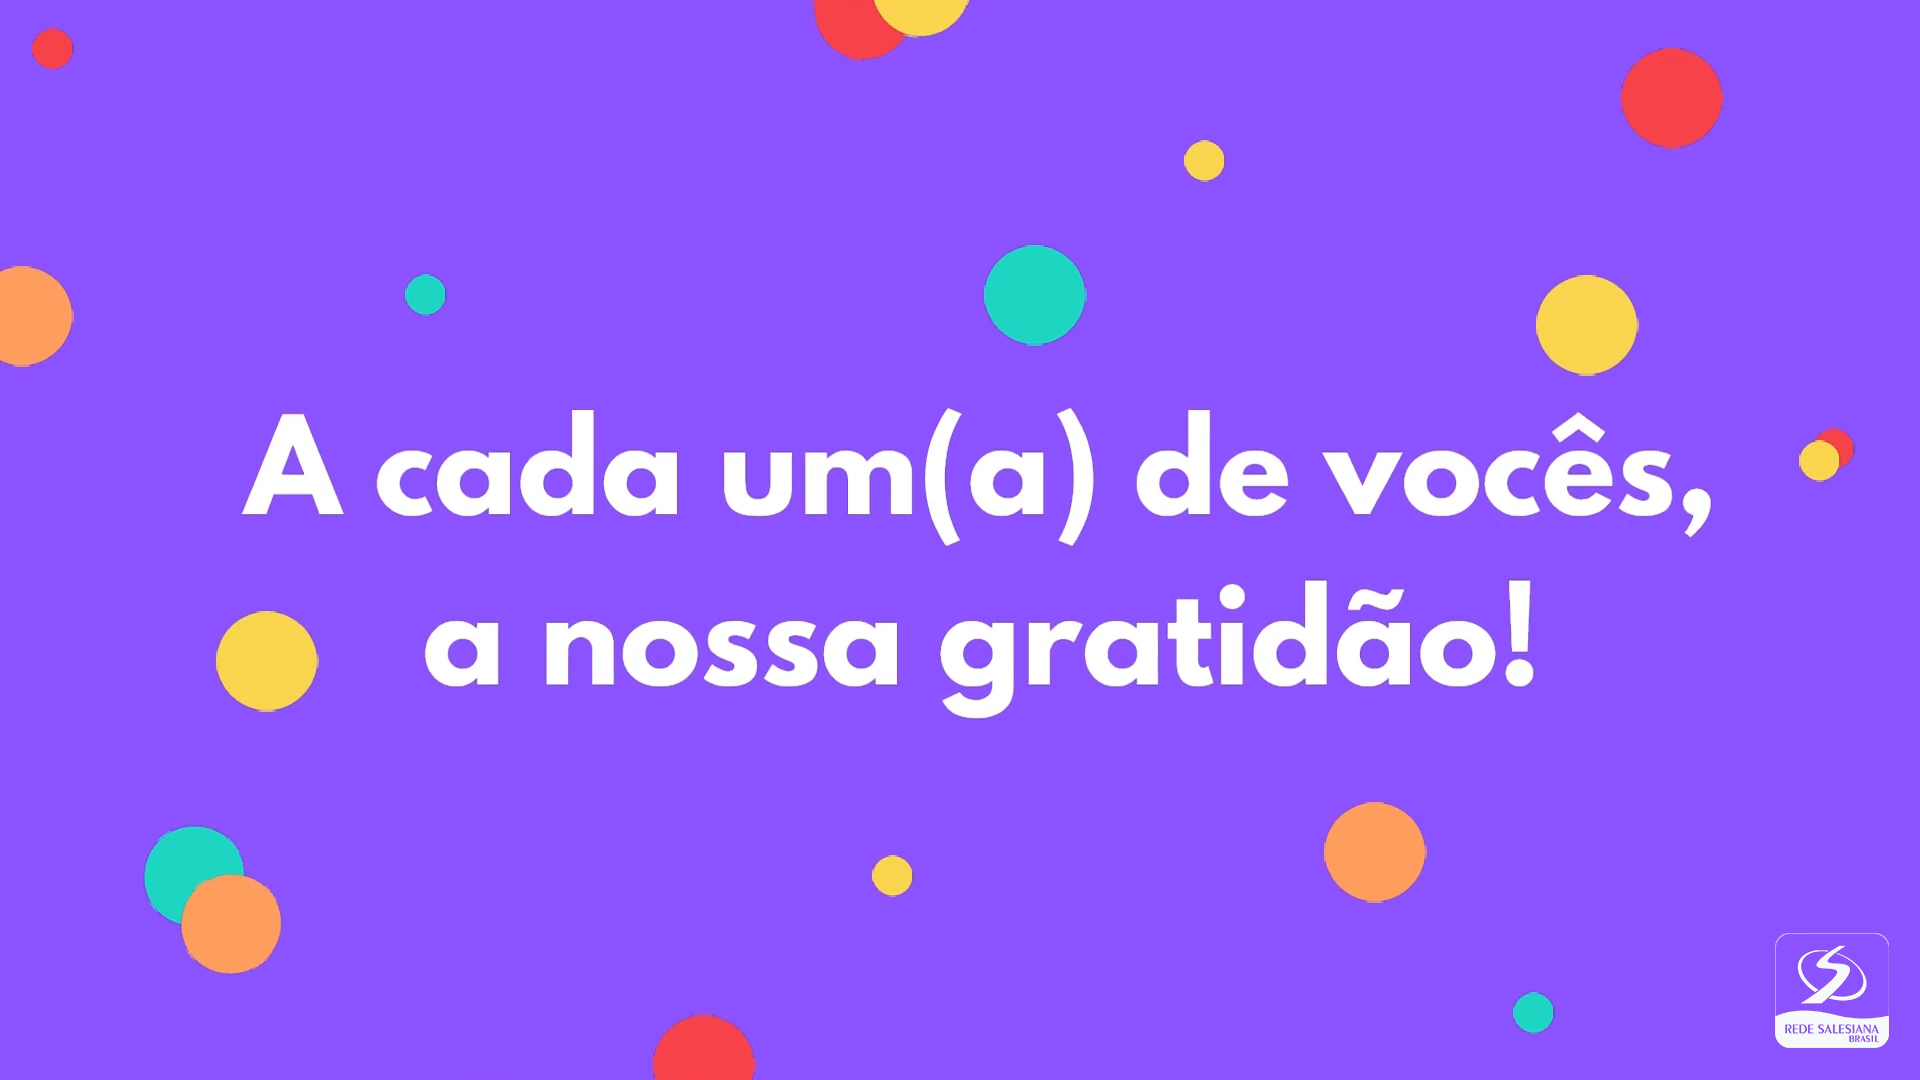 A cada um(a) de vocês,
a nossa gratidão!
REDE SALESIANA
BRASIL